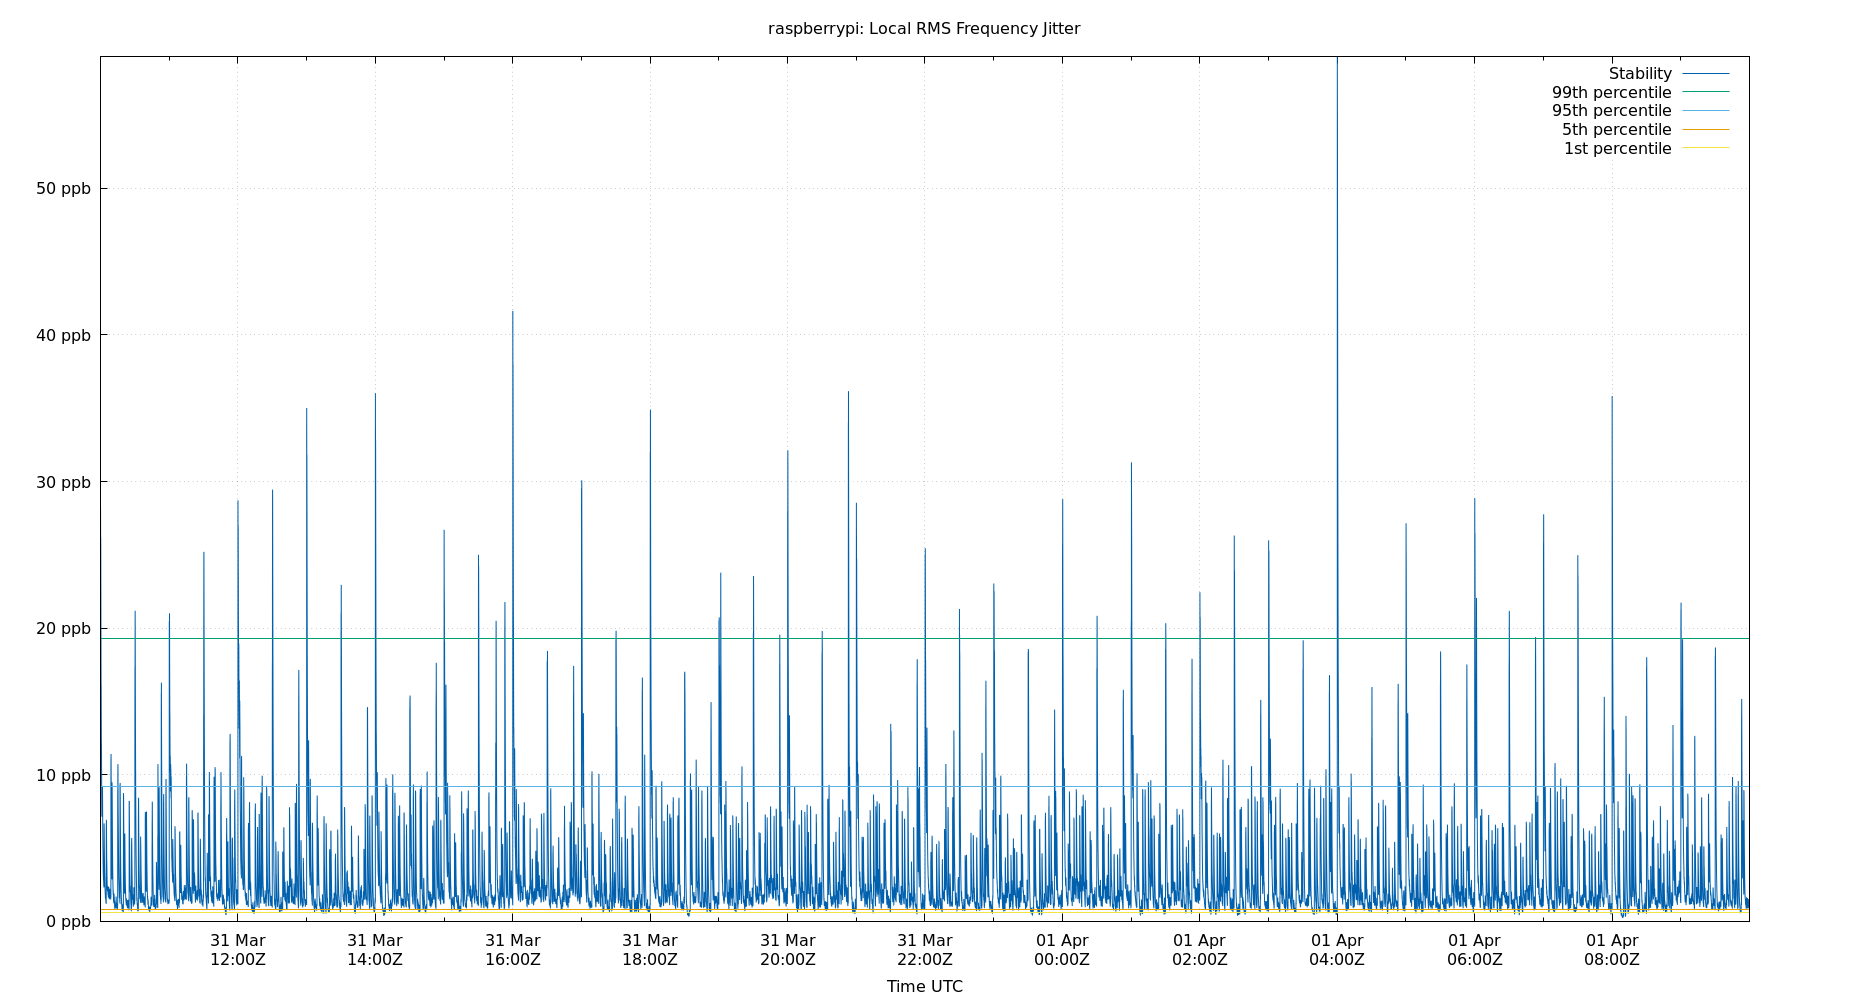 raspberrypi: Local RMS Frequency Jitter
Stability
99th percentile
95th percentile
5th percentile
1st percentile
50 ppb
40 ppb
30 ppb
20 ppb
10 ppb
0 ppb
31 Mar 31 Mar 31 Mar 31 Mar 31 Mar 31 Mar 01 Apr 01 Apr 01 Apr 01 Apr 01 Apr
12:00Z 14:00Z 16:00Z 18:00Z 20:00Z 22:00Z 00:00Z 02:00Z 04:00Z 06:00Z 08:00Z
Time UTC